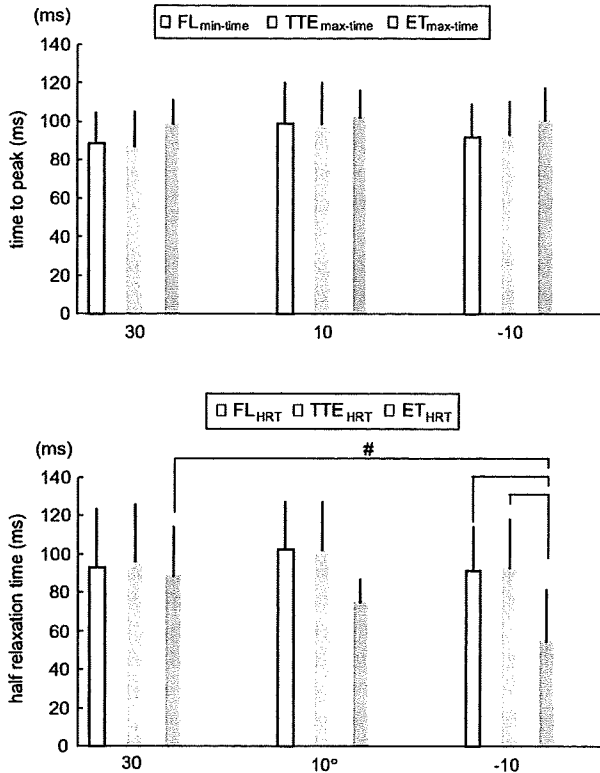 (ms)
FLmin-time TTEmax-time ETmax-time
140
120
100
80
60
40
20
0
time to peak (ms)
30 10 -10
(ms)
FLHRT TTEHRT ETHRT
#
140
120
100
80
60
40
20
0
half relaxation time (ms)
30 10° -10